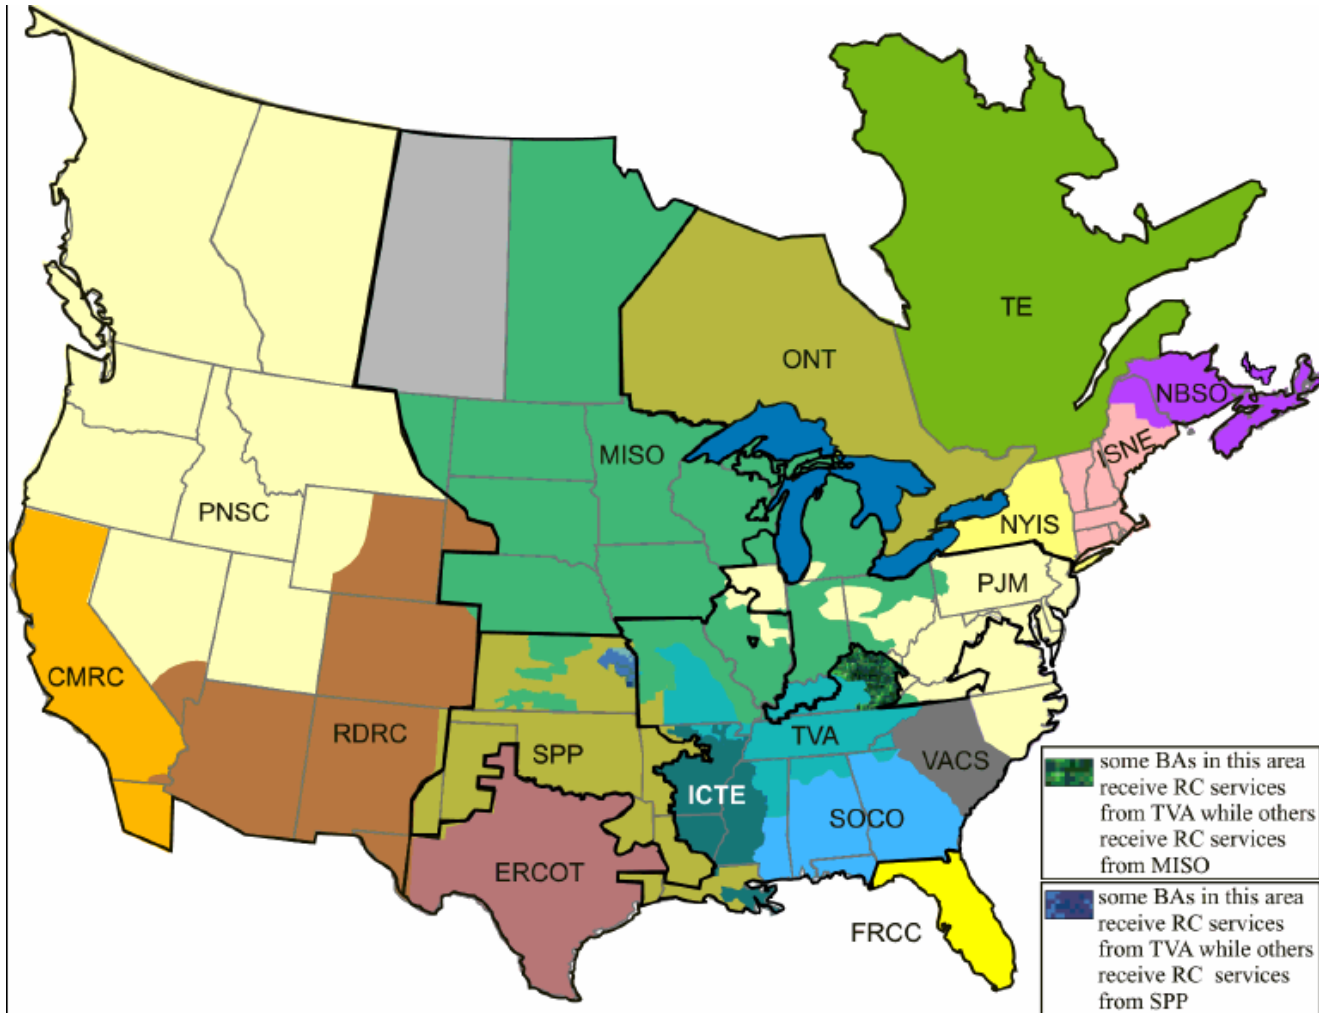 TE
ONT
NBSO
ISNE
MISO
PNSC
NYIS
PJM
CMRC
RDRC
TVA
SPP
VACS
ICTE
SOCO
ERCOT
FRCC
some BAs in this area
receive RC services
from TVA while others
receive RC services
from MISO
some BAs in this area
receive RC services
from TVA while others
receive RC services
from SPP